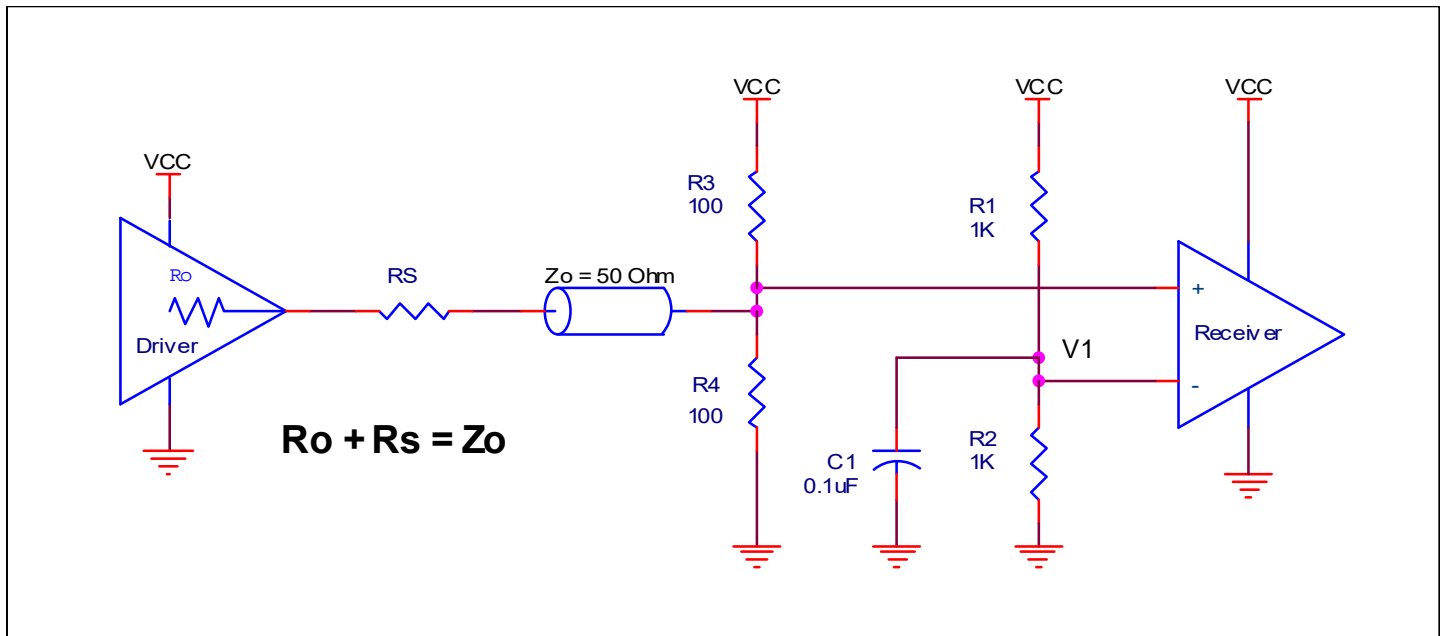 VCC
VCC
VCC
VCC
R3
100
R1
1K
Ro
RS
Zo = 50 Ohm
+
Driver
Receiver
V1
-
R4
100
Ro + Rs = Zo
C1
0.1uF
R2
1K